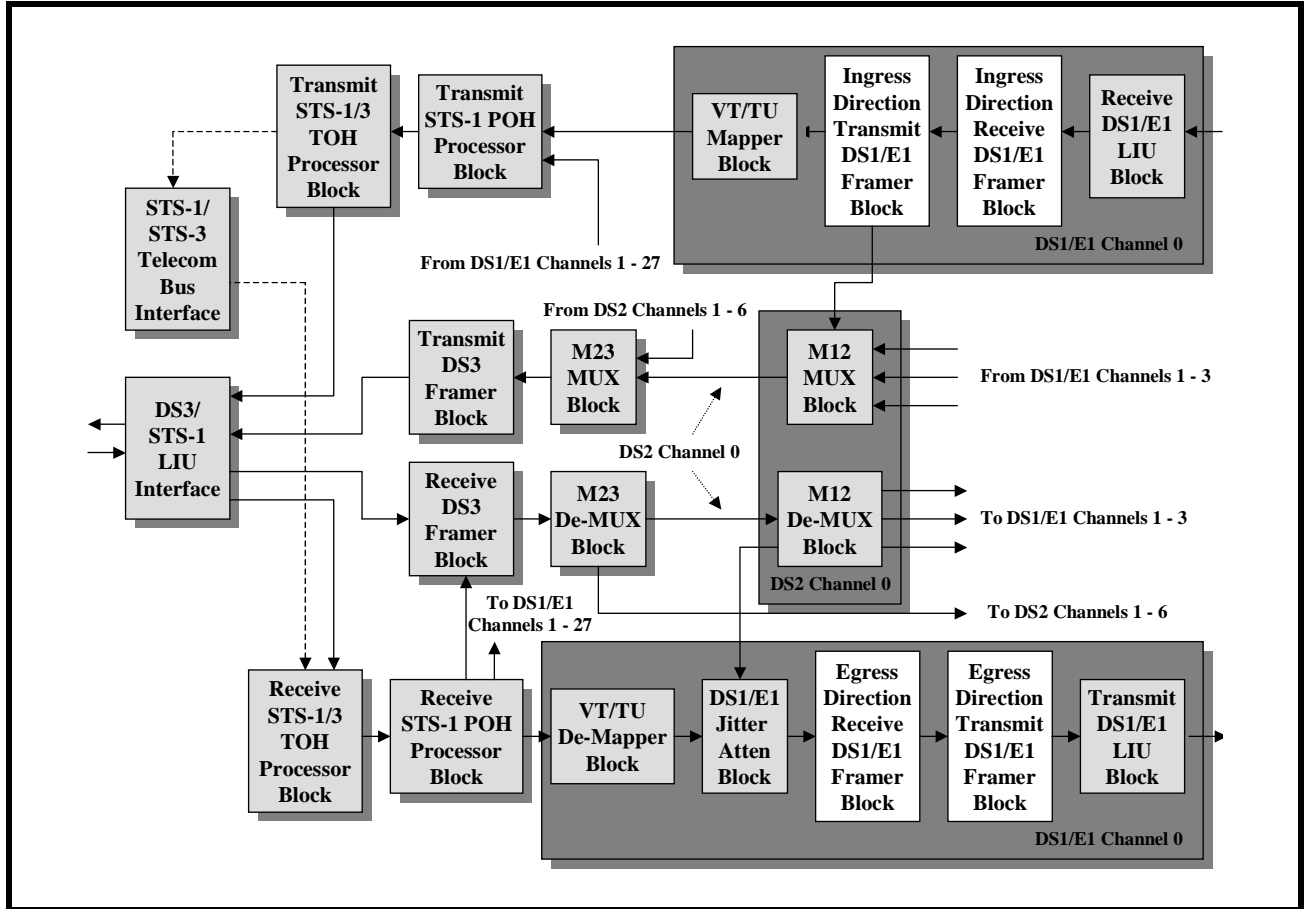 Transmit
STS-1/3
TOH
Processor
Block
Transmit
STS-1 POH
Processor
Block
VT/TU
Mapper
Block
Ingress
Direction
Transmit
DS1/E1
Framer
Block
Ingress
Direction
Receive
DS1/E1
Framer
Block
Receive
DS1/E1
LIU
Block
DS1/E1 Channel 0
STS-1/
STS-3
Telecom
Bus
Interface
From DS1/E1 Channels 1 - 27
From DS2 Channels 1 - 6
Transmit
DS3
Framer
Block
M23
MUX
Block
M12
MUX
Block
From DS1/E1 Channels 1 - 3
DS3/
STS-1
LIU
Interface
DS2 Channel 0
Receive
DS3
Framer
Block
M23
De-MUX
Block
M12
De-MUX
Block
To DS1/E1 Channels 1 - 3
DS2 Channel 0
To DS1/E1
Channels 1 - 27
To DS2 Channels 1 - 6
Receive
STS-1/3
TOH
Processor
Block
Receive
STS-1 POH
Processor
Block
VT/TU
De-Mapper
Block
DS1/E1
Jitter
Atten
Block
Egress
Direction
Receive
DS1/E1
Framer
Block
Egress
Direction
Transmit
DS1/E1
Framer
Block
Transmit
DS1/E1
LIU
Block
DS1/E1 Channel 0